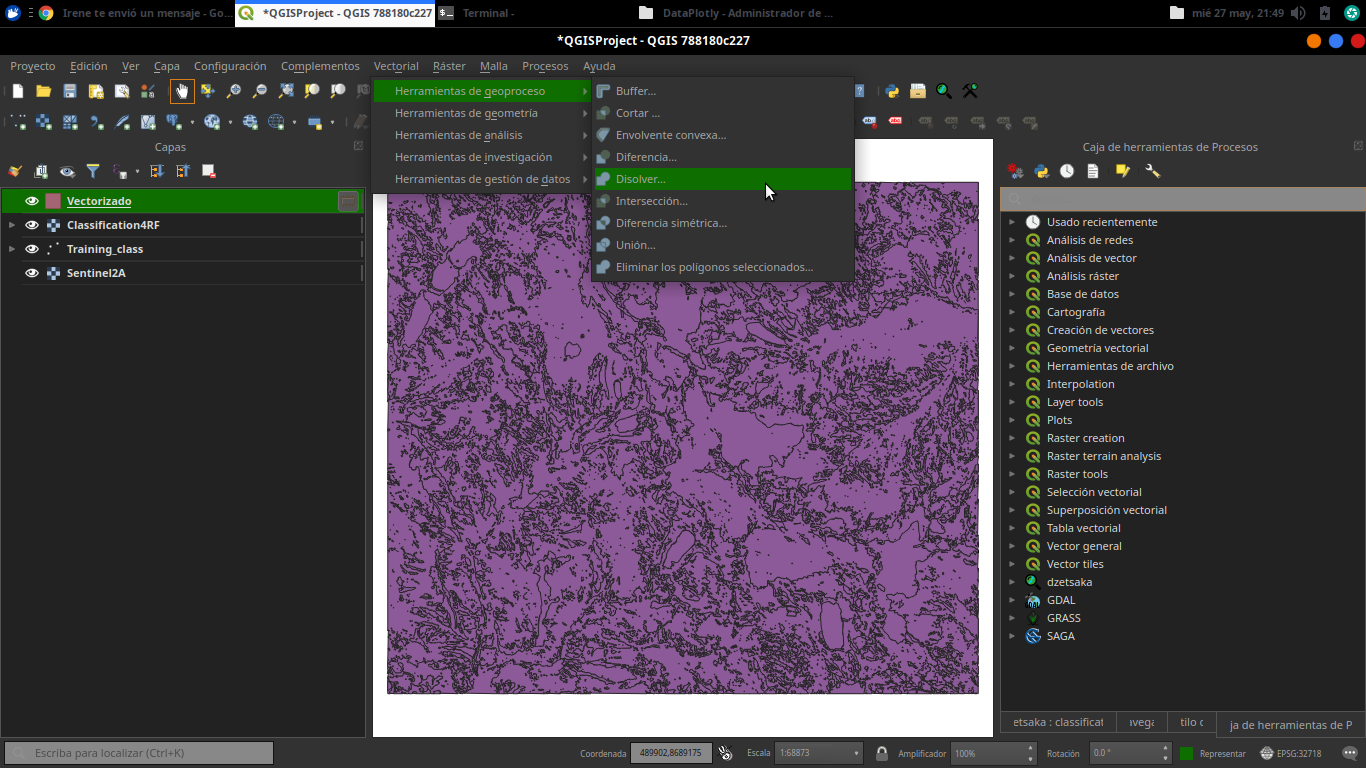 Irene te envió un mensaje - Go...
*QGISProject - QGIS 788180c227
Terminal -
DataPlotly - Administrador de ...
mié 27 may, 21:49
*QGISProject - QGIS 788180c227
Proyecto Edición Ver Capa Configuración Complementos Vectorial Ráster Malla Procesos Ayuda
Herramientas de geoproceso
Herramientas de geometría
Herramientas de análisis
Herramientas de investigación
Herramientas de gestión de datos
Buffer...
Cortar ...
Envolvente convexa...
Diferencia...
Disolver...
Intersección...
Diferencia simétrica...
Unión...
Eliminar los polígonos seleccionados...
Capas
Vectorizado
Classification4RF
Training_class
Sentinel2A
Caja de herramientas de Procesos
Usado recientemente
Análisis de redes
Análisis de vector
Análisis ráster
Base de datos
Cartografía
Creación de vectores
Geometría vectorial
Herramientas de archivo
Interpolation
Layer tools
Plots
Raster creation
Raster terrain analysis
Raster tools
Selección vectorial
Superposición vectorial
Tabla vectorial
Vector general
Vector tiles
dzetsaka
GDAL
GRASS
SAGA
etsaka : classificat
tilo
ja de herramientas de P
Escriba para localizar (Ctrl+K)
Coordenada 489902,8689175 Escala 1:68873 Amplificador 100% Rotación 0.0 ° Representar EPSG:32718